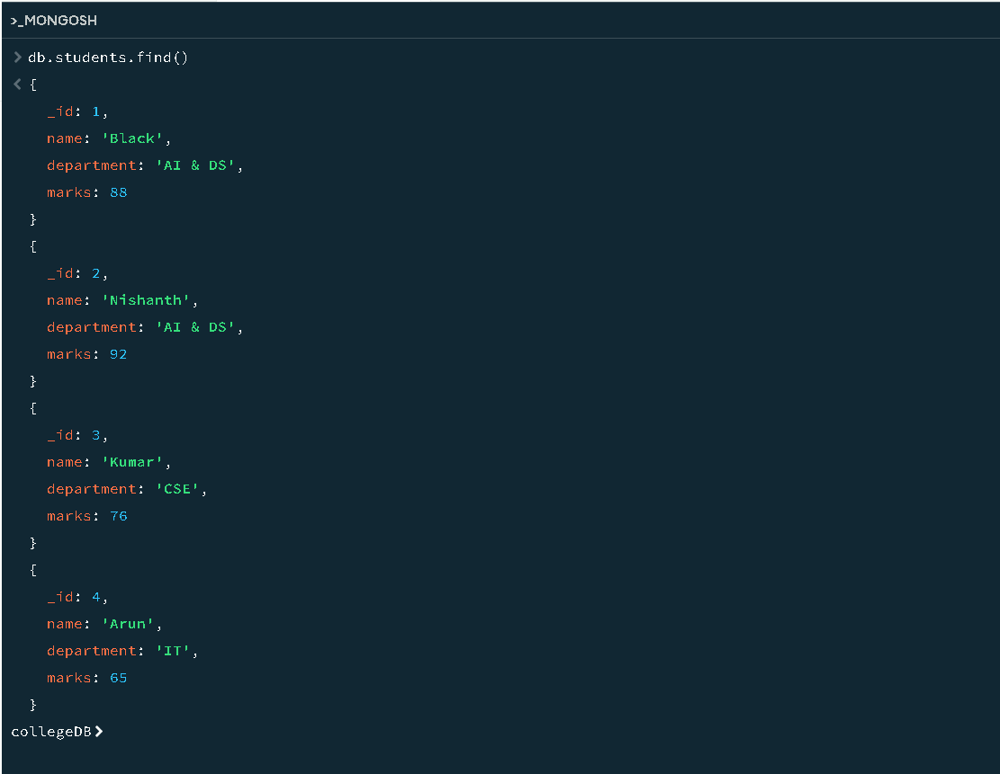 >_MONGOSH
> db.students.find()
< {
_id: 1,
name: 'Black',
department: 'AI & DS',
marks: 88
}
{
_id: 2,
name: 'Nishanth',
department: 'AI & DS',
marks: 92
}
{
_id: 3,
name: 'Kumar',
department: 'CSE',
marks: 76
}
{
_id: 4,
name: 'Arun',
department: 'IT',
marks: 65
}
collegeDB>